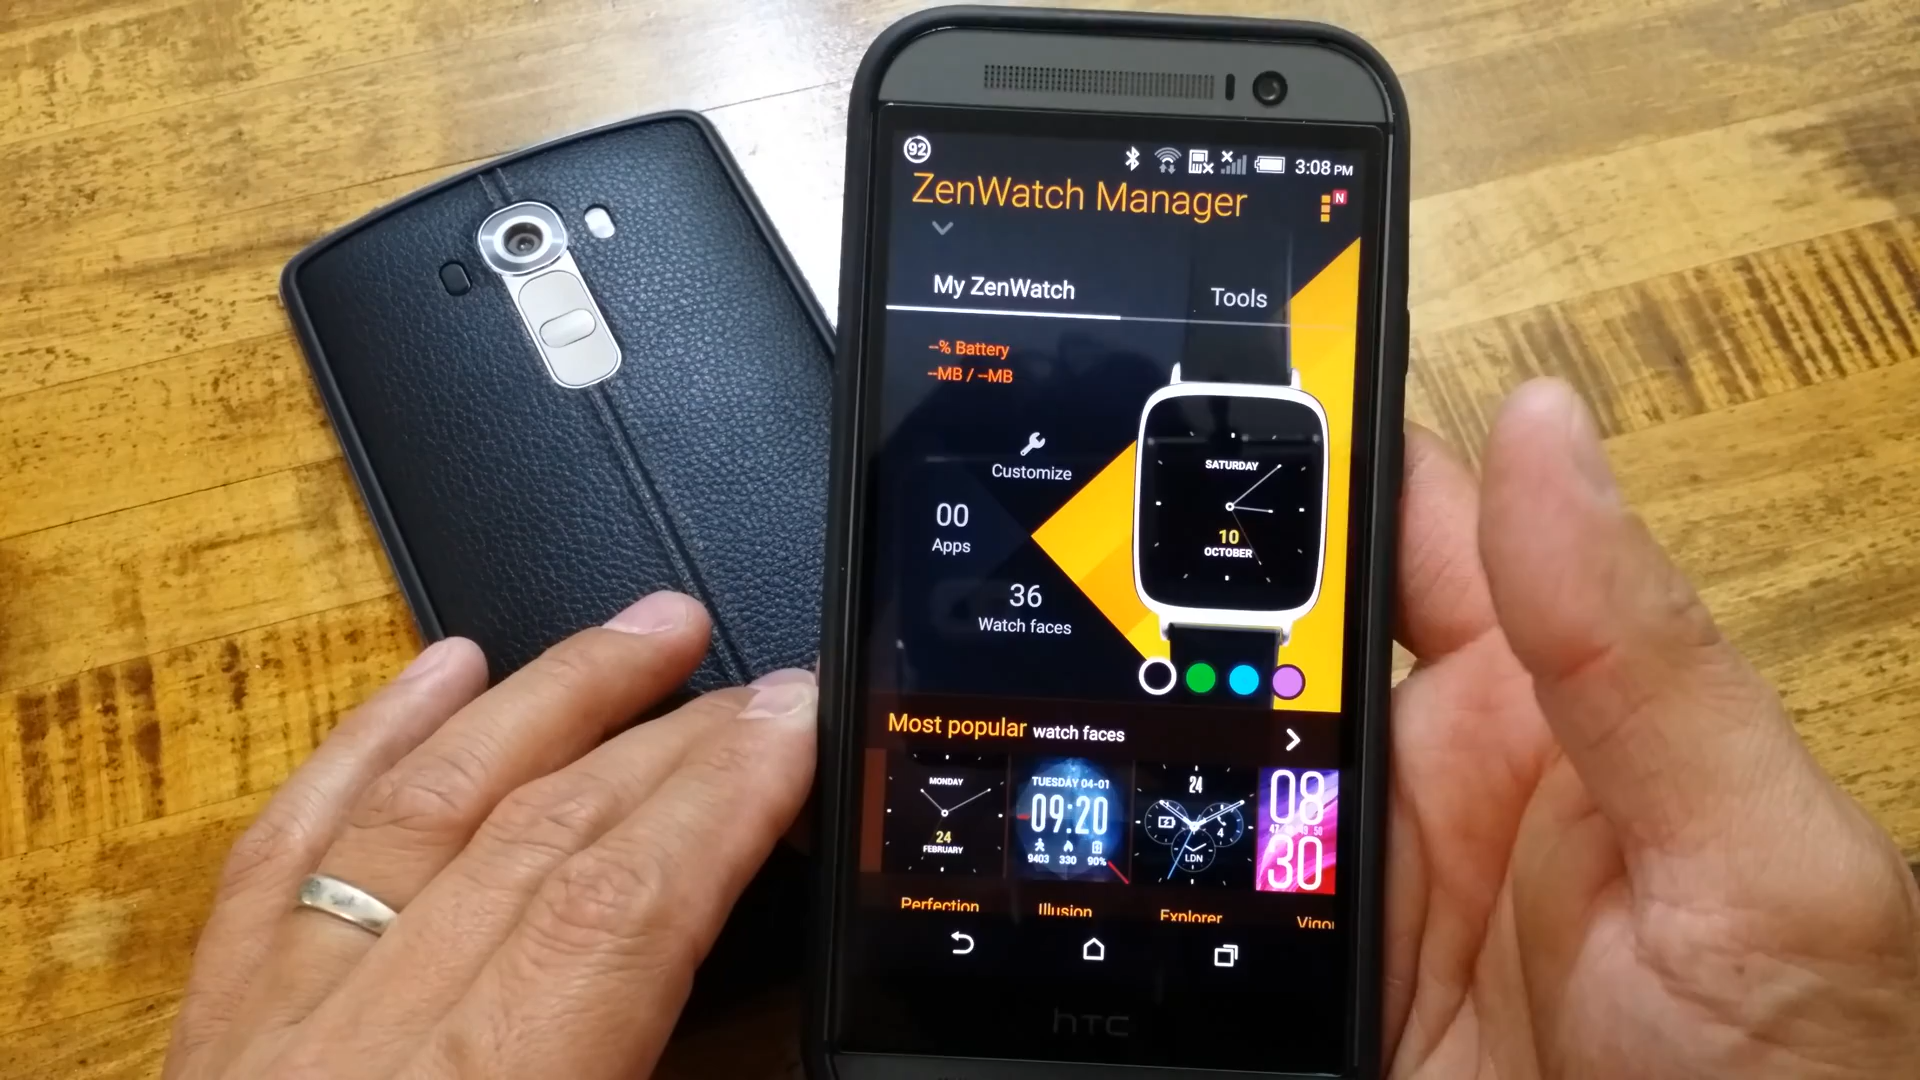 92
3:08 PM
ZenWatch Manager
N
My ZenWatch
Tools
--% Battery
--MB / --MB
Customize
00
Apps
36
Watch faces
SATURDAY
10
OCTOBER
Most popular watch faces
MONDAY
24
FEBRUARY
TUESDAY 04-01
09:20
9403 330 90%
24
4
LDN
08
30
Perfection
Illusion
Explorer
Vigor
hTC